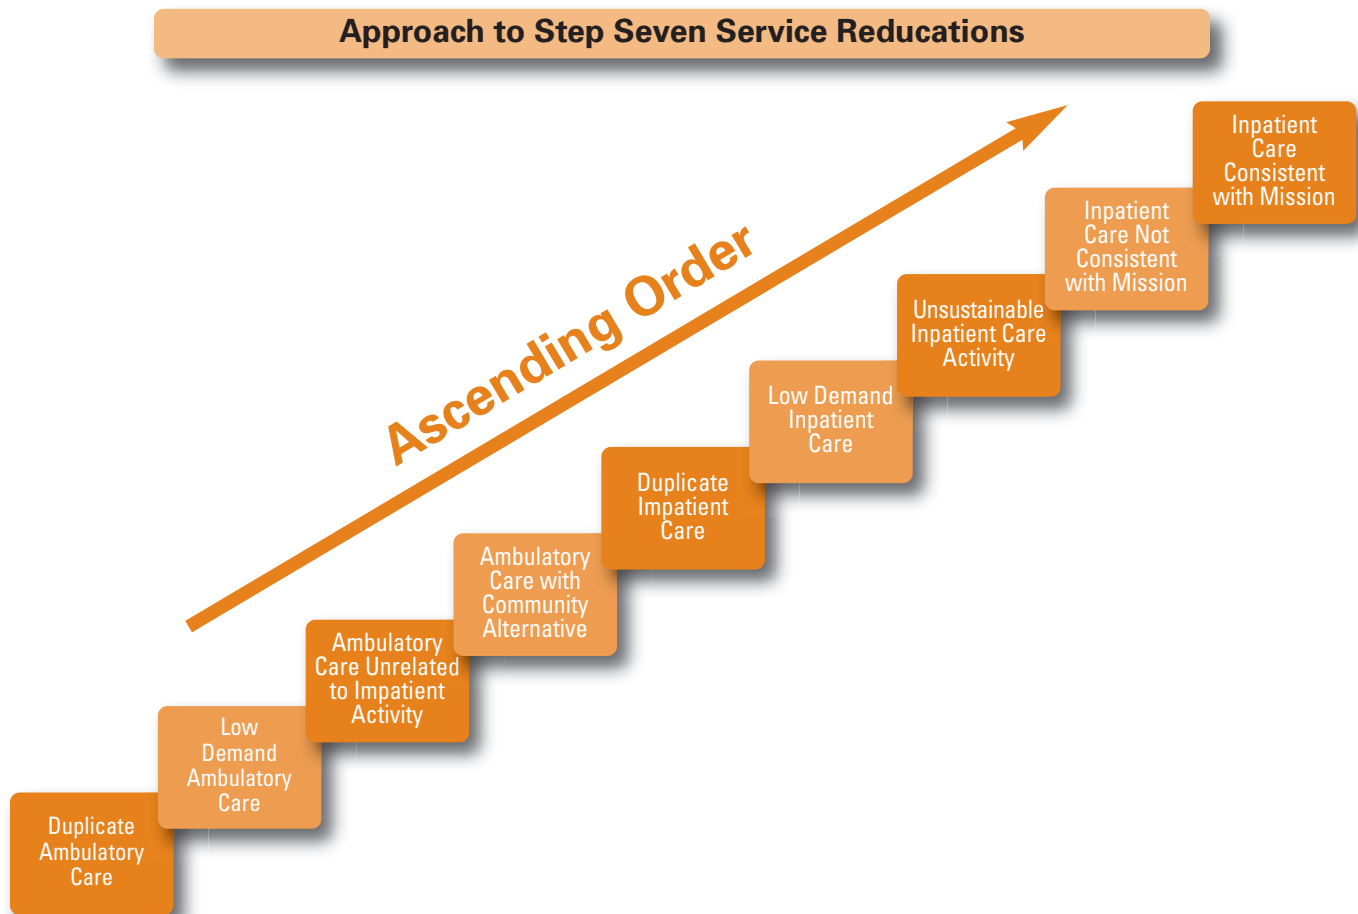 Approach to Step Seven Service Reducations
Inpatient
Care
Consistent
with Mission
Inpatient
Care Not
Consistent
with Mission
Unsustainable
Inpatient Care
Activity
Low Demand
Inpatient
Care
Duplicate
Impatient
Care
Ambulatory
Care with
Community
Alternative
Ambulatory
Care Unrelated
to Impatient
Activity
Low
Demand
Ambulatory
Care
Duplicate
Ambulatory
Care
Ascending Order